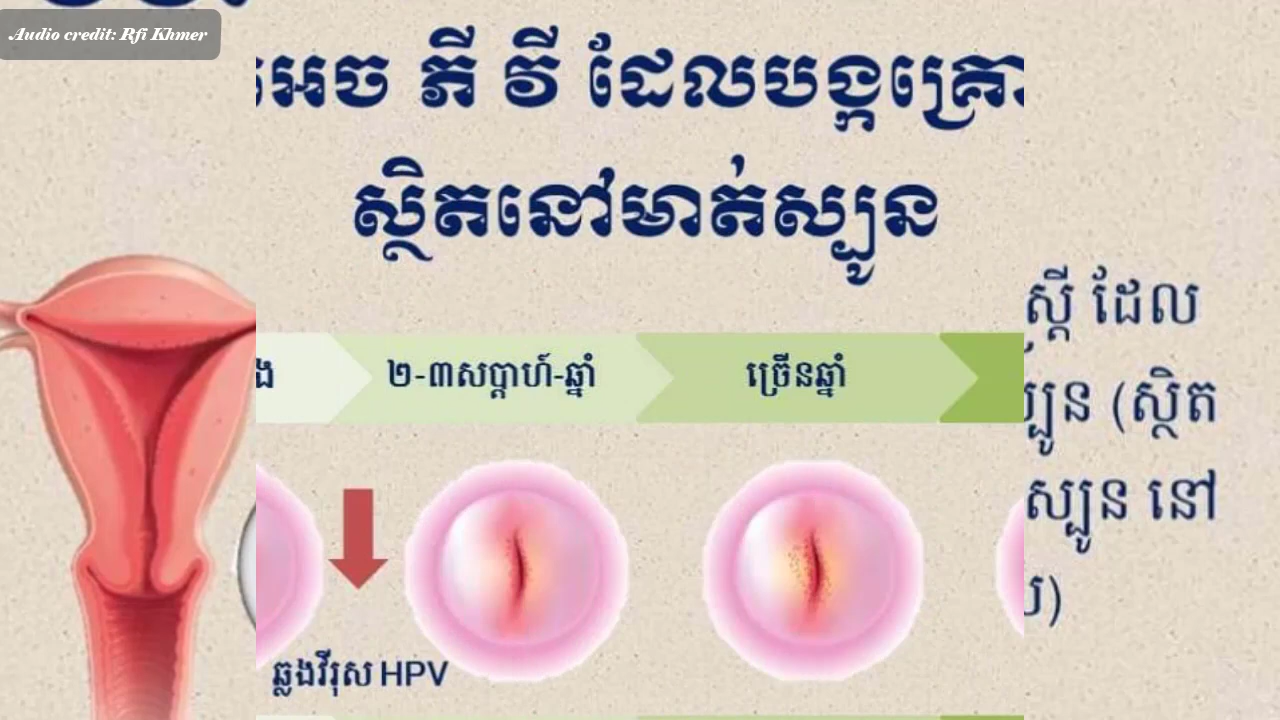 Audio credit: Rfi Khmer
អេច ភី វី ដែលបង្កគ្រោ
ស្ថិតនៅមាត់ស្បូន
ស្ត្រី ដែល
២-៣សប្តាហ៍-ឆ្នាំ
ច្រើនឆ្នាំ
ស្បូន (ស្ថិត
ស្បូន នៅ
ឆ្លងវីរុស HPV